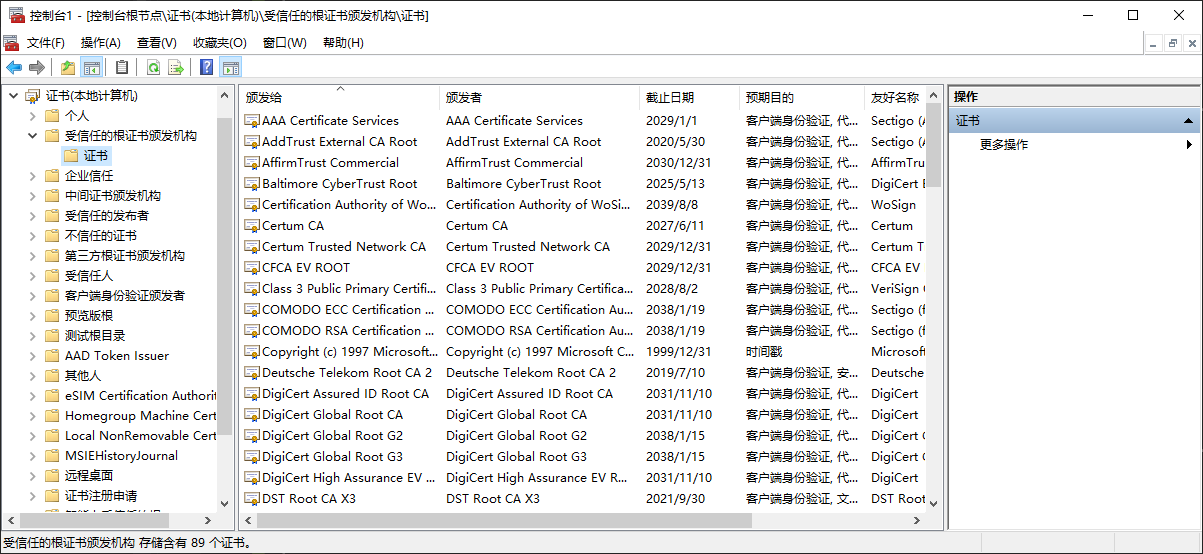 控制台1 - [控制台根节点\证书(本地计算机)\受信任的根证书颁发机构\证书]
文件(F) 操作(A) 查看(V) 收藏夹(O) 窗口(W) 帮助(H)
证书(本地计算机)
个人
受信任的根证书颁发机构
证书
企业信任
中间证书颁发机构
受信任的发布者
不信任的证书
第三方根证书颁发机构
受信任人
客户端身份验证颁发者
预览版根
测试根目录
AAD Token Issuer
其他人
eSIM Certification Authorit
Homegroup Machine Cert
Local NonRemovable Cert
MSIEHistoryJournal
远程桌面
证书注册申请
颁发给 颁发者 截止日期 预期目的 友好名称
AAA Certificate Services AAA Certificate Services 2029/1/1 客户端身份验证, 代... Sectigo (A
AddTrust External CA Root AddTrust External CA Root 2020/5/30 客户端身份验证, 代... Sectigo (A
AffirmTrust Commercial AffirmTrust Commercial 2030/12/31 客户端身份验证, 代... AffirmTru
Baltimore CyberTrust Root Baltimore CyberTrust Root 2025/5/13 客户端身份验证, 代... DigiCert B
Certification Authority of Wo... Certification Authority of WoSi... 2039/8/8 客户端身份验证, 代... WoSign
Certum CA Certum CA 2027/6/11 客户端身份验证, 代... Certum
Certum Trusted Network CA Certum Trusted Network CA 2029/12/31 客户端身份验证, 代... Certum T
CFCA EV ROOT CFCA EV ROOT 2029/12/31 客户端身份验证, 代... CFCA EV
Class 3 Public Primary Certifi... Class 3 Public Primary Certifica... 2028/8/2 客户端身份验证, 代... VeriSign C
COMODO ECC Certification ... COMODO ECC Certification Au... 2038/1/19 客户端身份验证, 代... Sectigo (f
COMODO RSA Certification ... COMODO RSA Certification Au... 2038/1/19 客户端身份验证, 代... Sectigo (f
Copyright (c) 1997 Microsoft... Copyright (c) 1997 Microsoft C... 1999/12/31 时间戳 Microsoft
Deutsche Telekom Root CA 2 Deutsche Telekom Root CA 2 2019/7/10 客户端身份验证, 安... Deutsche
DigiCert Assured ID Root CA DigiCert Assured ID Root CA 2031/11/10 客户端身份验证, 代... DigiCert
DigiCert Global Root CA DigiCert Global Root CA 2031/11/10 客户端身份验证, 代... DigiCert
DigiCert Global Root G2 DigiCert Global Root G2 2038/1/15 客户端身份验证, 代... DigiCert G
DigiCert Global Root G3 DigiCert Global Root G3 2038/1/15 客户端身份验证, 代... DigiCert G
DigiCert High Assurance EV ... DigiCert High Assurance EV R... 2031/11/10 客户端身份验证, 代... DigiCert
DST Root CA X3 DST Root CA X3 2021/9/30 客户端身份验证, 文... DST Root
操作
证书
更多操作
受信任的根证书颁发机构 存储含有 89 个证书。